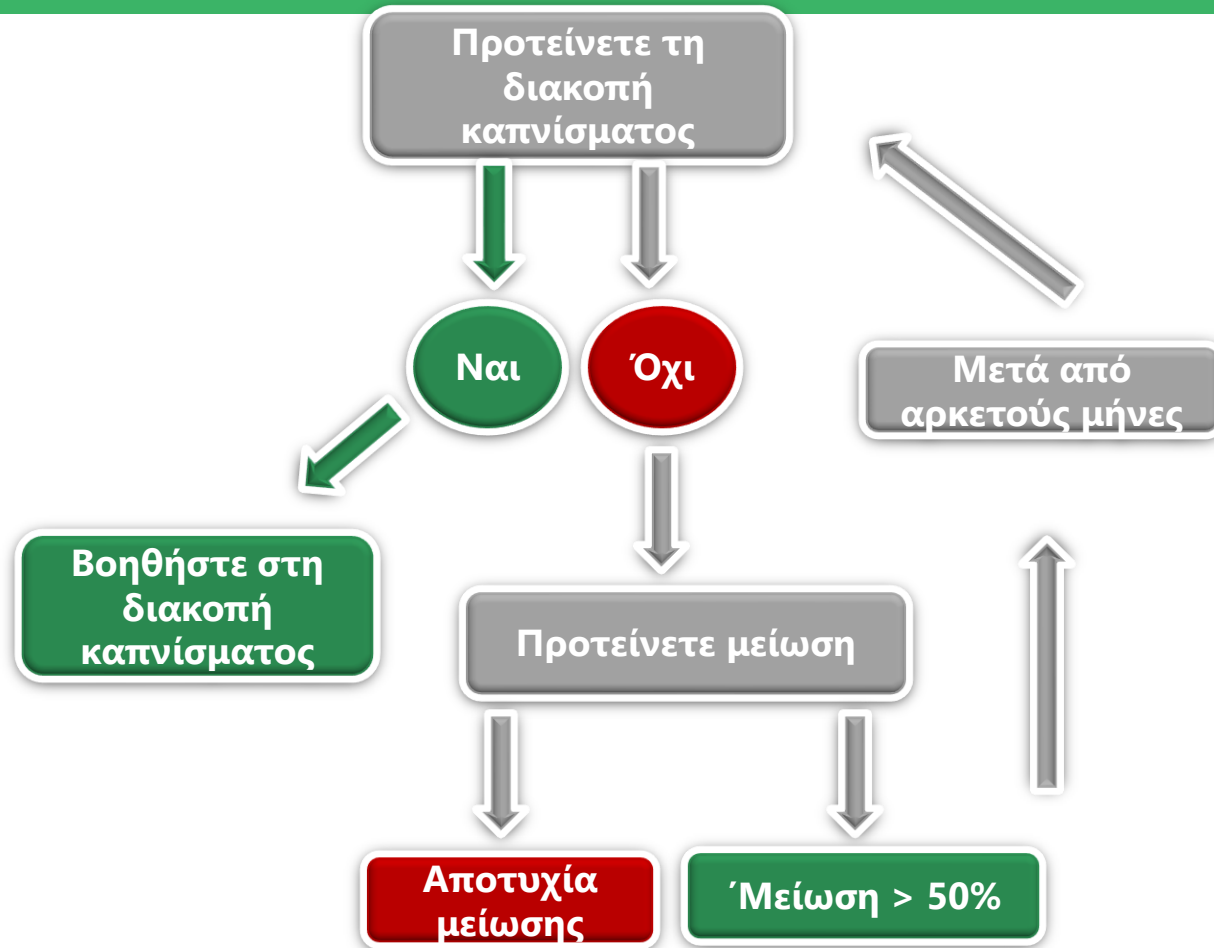 Προτείνετε τη
διακοπή
καπνίσματος
Ναι
Όχι
Μετά από
αρκετούς μήνες
Βοηθήστε στη
διακοπή
καπνίσματος
Προτείνετε μείωση
Αποτυχία
μείωσης
΄Μείωση > 50%